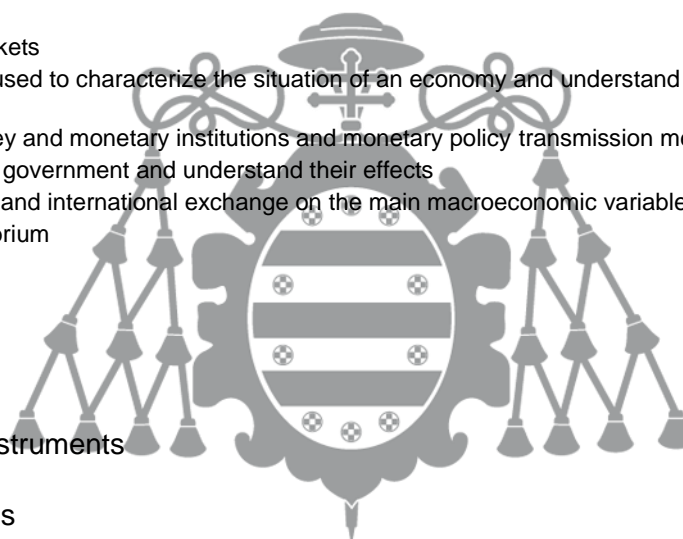 kets
used to characterize the situation of an economy and understand
ey and monetary institutions and monetary policy transmission me
government and understand their effects
and international exchange on the main macroeconomic variable
orium
struments
s